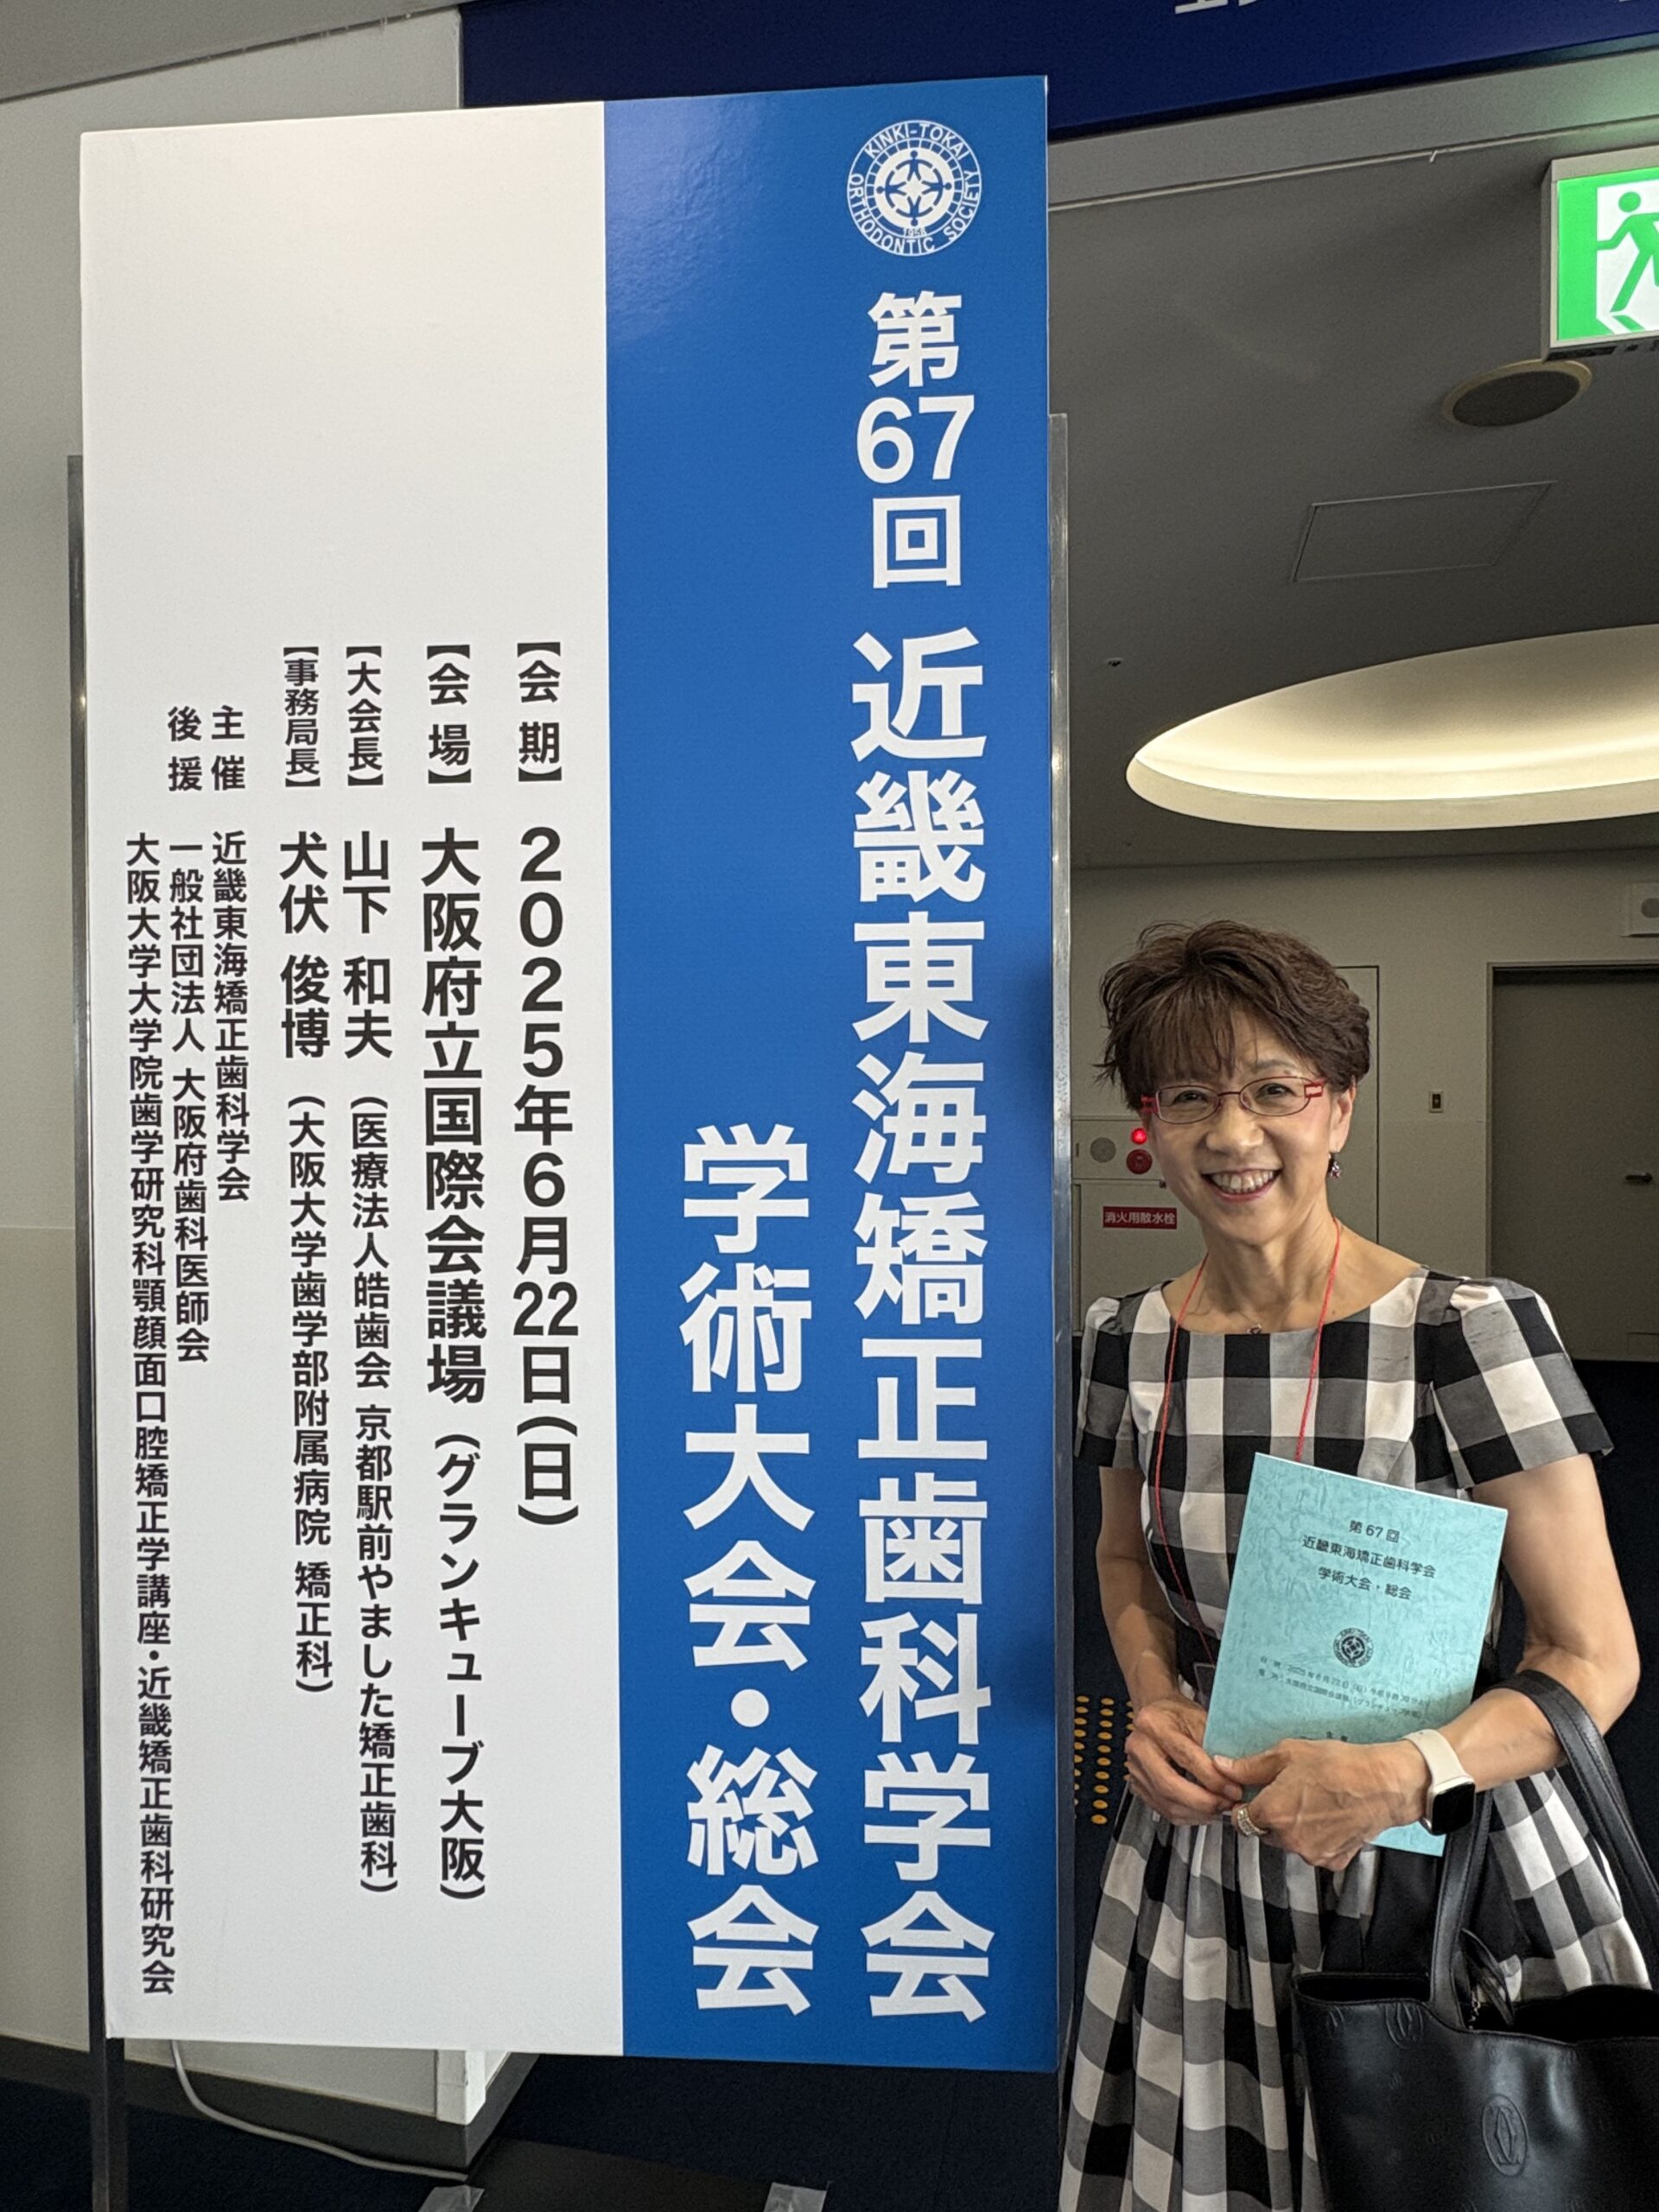 KINKI-TOKAI ORTHODONTIC SOCIETY
1958
第67回 近畿東海矯正歯科学会
学術大会・総会
【会期】 2025年6月22日(日)
【会場】 大阪府立国際会議場(グランキューブ大阪)
【大会長】 山下 和夫(医療法人皓歯会 京都駅前やました矯正歯科)
【事務局長】 犬伏 俊博(大阪大学歯学部附属病院 矯正科)
主催 近畿東海矯正歯科学会
後援 一般社団法人 大阪府歯科医師会
大阪大学大学院歯学研究科顎顔面口腔矯正学講座・近畿矯正歯科研究会
消火用散水栓
第67回
近畿東海矯正歯科学会
学術大会・総会